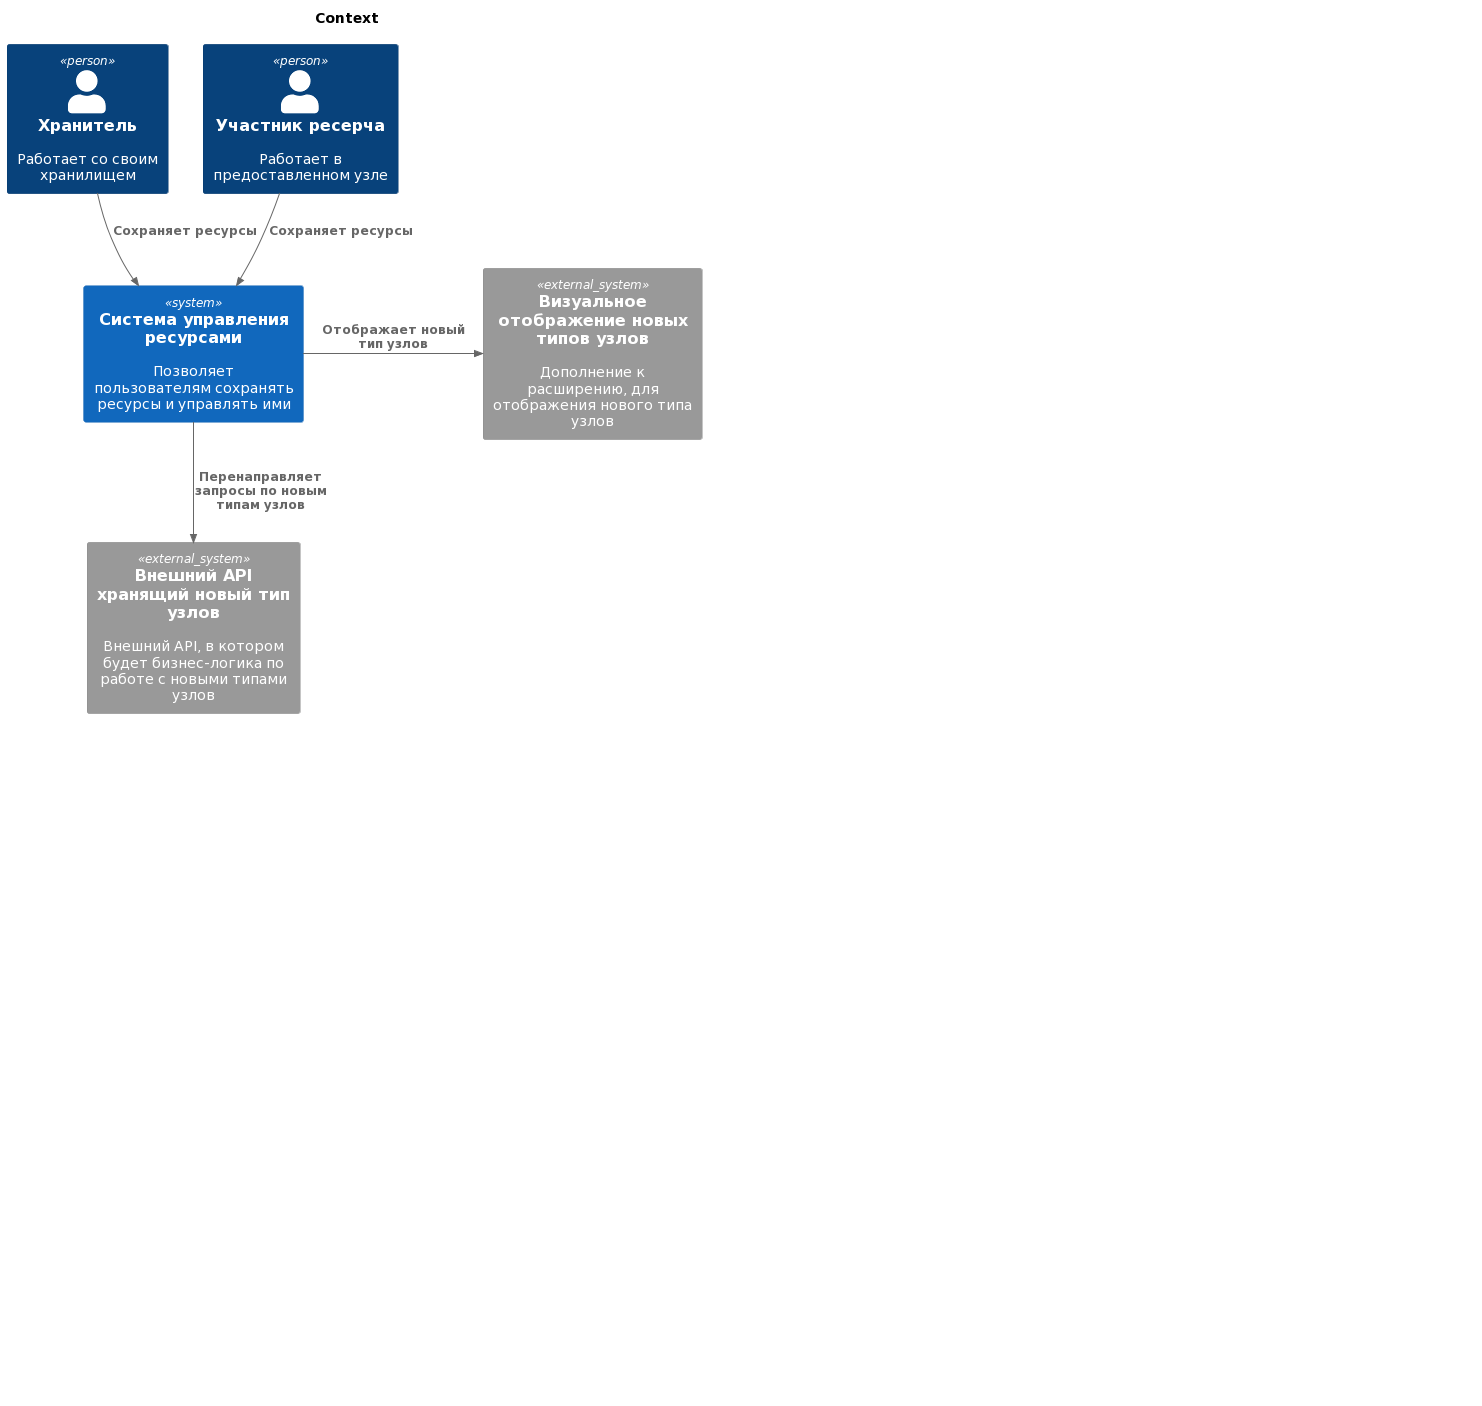 Context
«person»
Хранитель
Работает со своим
хранилищем
«person»
Участник ресерча
Работает в
предоставленном узле
Сохраняет ресурсы
Сохраняет ресурсы
«system»
Система управления
ресурсами
Позволяет
пользователям сохранять
ресурсы и управлять ими
Отображает новый
тип узлов
«external_system»
Визуальное
отображение новых
типов узлов
Дополнение к
расширению, для
отображения нового типа
узлов
Перенаправляет
запросы по новым
типам узлов
«external_system»
Внешний API
хранящий новый тип
узлов
Внешний API, в котором
будет бизнес-логика по
работе с новыми типами
узлов